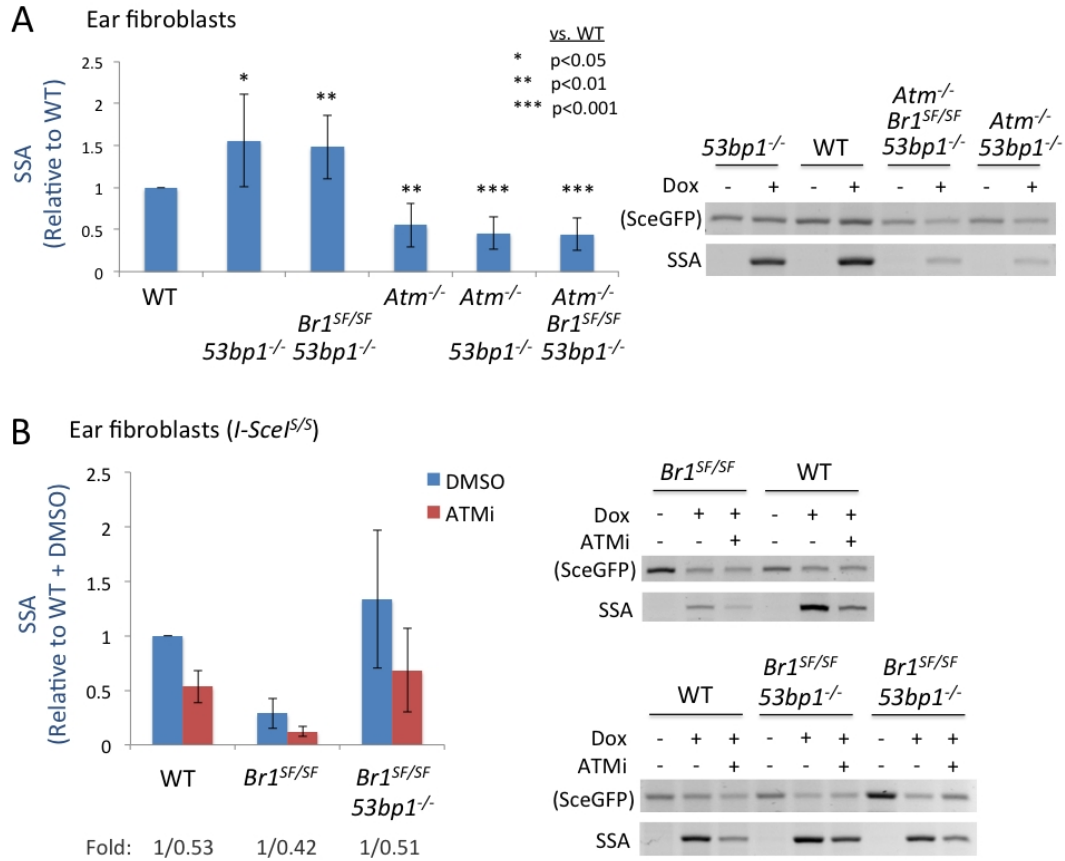 A Ear fibroblasts
SSA
(Relative to WT)
2.5
2
1.5
1
0.5
0
*
**
**
***
***
vs. WT
* p<0.05
** p<0.01
*** p<0.001
WT
53bp1-/-
Br1SF/SF
53bp1-/-
Atm-/-
Atm-/-
53bp1-/-
Atm-/-
Br1SF/SF
53bp1-/-
53bp1-/-
WT
Atm-/-
Br1SF/SF
53bp1-/-
Atm-/-
53bp1-/-
Dox - + - + - + - +
(SceGFP)
SSA
B Ear fibroblasts (I-SceIS/S)
SSA
(Relative to WT + DMSO)
2.5
2
1.5
1
0.5
0
DMSO
ATMi
WT
Br1SF/SF
Br1SF/SF
53bp1-/-
Fold: 1/0.53 1/0.42 1/0.51
Br1SF/SF WT
Dox - + + - + +
ATMi - + - +
(SceGFP)
SSA
WT
Br1SF/SF
53bp1-/-
Br1SF/SF
53bp1-/-
Dox - + + - + + - + +
ATMi - - + - - + - - +
(SceGFP)
SSA